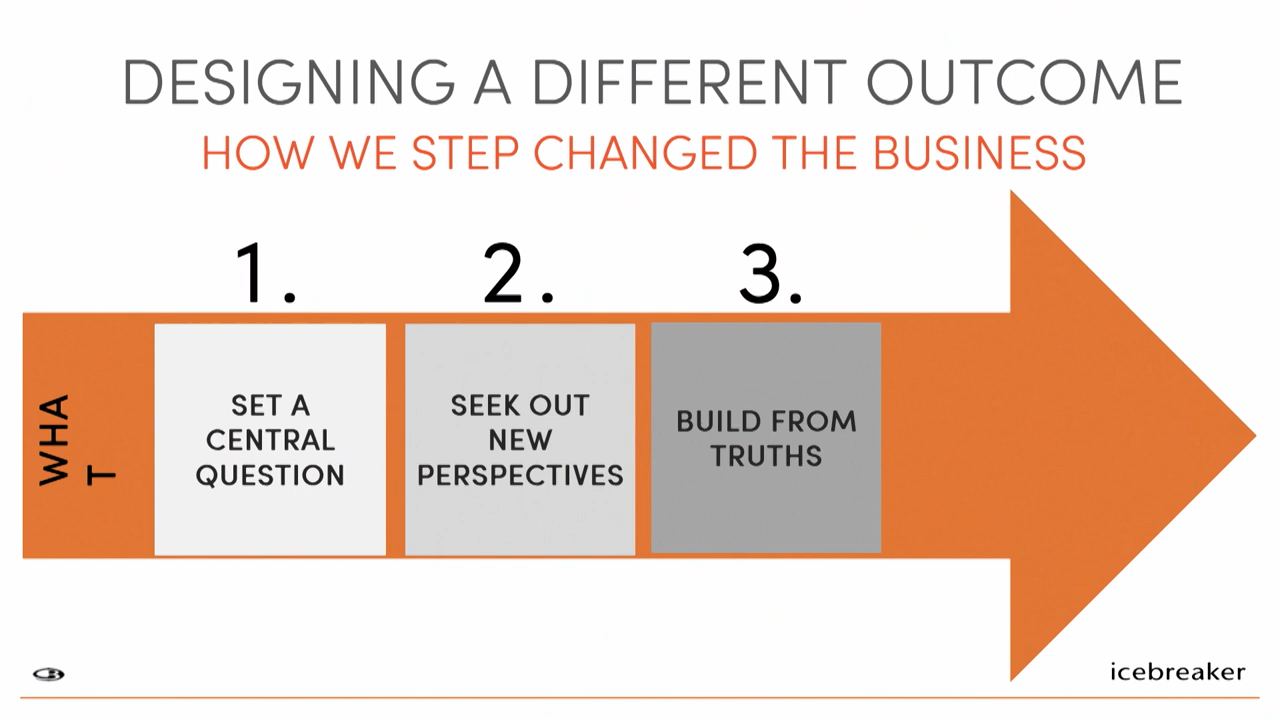 DESIGNING A DIFFERENT OUTCOME
HOW WE STEP CHANGED THE BUSINESS
1.
2.
3.
WHA
T
SET A
CENTRAL
QUESTION
SEEK OUT
NEW
PERSPECTIVES
BUILD FROM
TRUTHS
icebreaker